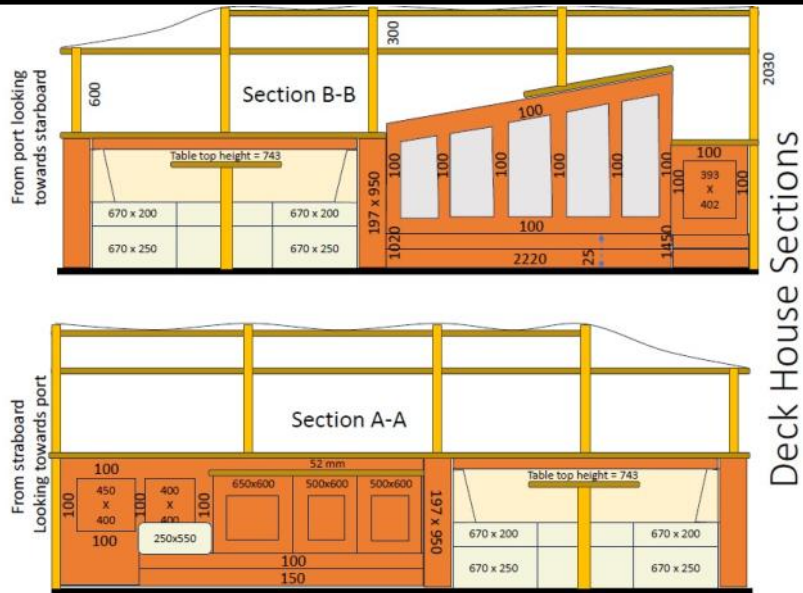 From port looking
towards starboard
Section B-B
300
600
2030
Table top height = 743
670 x 200
670 x 200
670 x 250
670 x 250
197 x 950
100
100
100
100
100
100
100
100
1020
2220
25
1450
100
100
393
X
402
100
Deck House Sections
From straboard
Looking towards port
Section A-A
52 mm
100
100
450
X
400
100
400
X
400
100
100
250x550
650x600
500x600
500x600
100
150
197 x 950
Table top height = 743
670 x 200
670 x 200
670 x 250
670 x 250